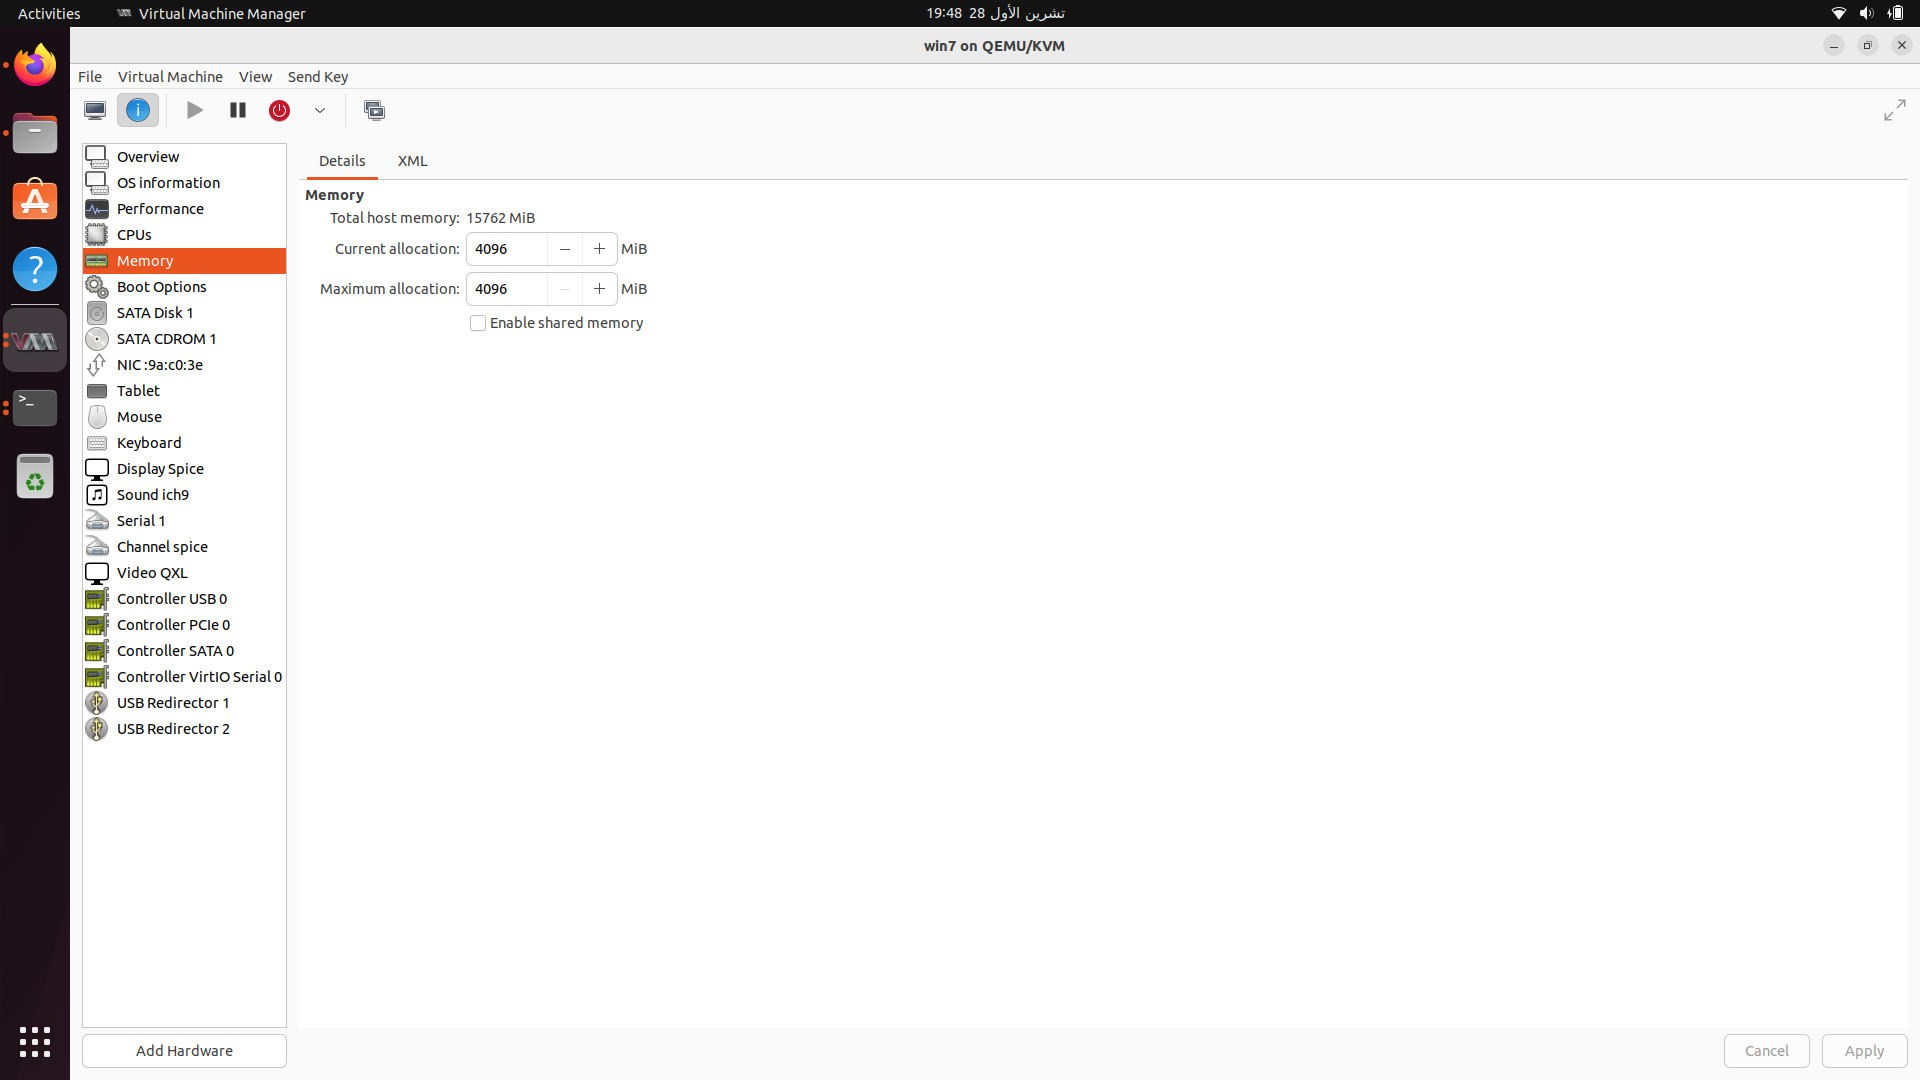 Activities
Virtual Machine Manager
19:48 28 تشرين الأول
win7 on QEMU/KVM
File Virtual Machine View Send Key
Overview
OS information
Performance
CPUs
Memory
Boot Options
SATA Disk 1
SATA CDROM 1
NIC :9a:c0:3e
Tablet
Mouse
Keyboard
Display Spice
Sound ich9
Serial 1
Channel spice
Video QXL
Controller USB 0
Controller PCIe 0
Controller SATA 0
Controller VirtIO Serial 0
USB Redirector 1
USB Redirector 2
Add Hardware
Details XML
Memory
Total host memory: 15762 MiB
Current allocation: 4096 MiB
Maximum allocation: 4096 MiB
Enable shared memory
Cancel Apply